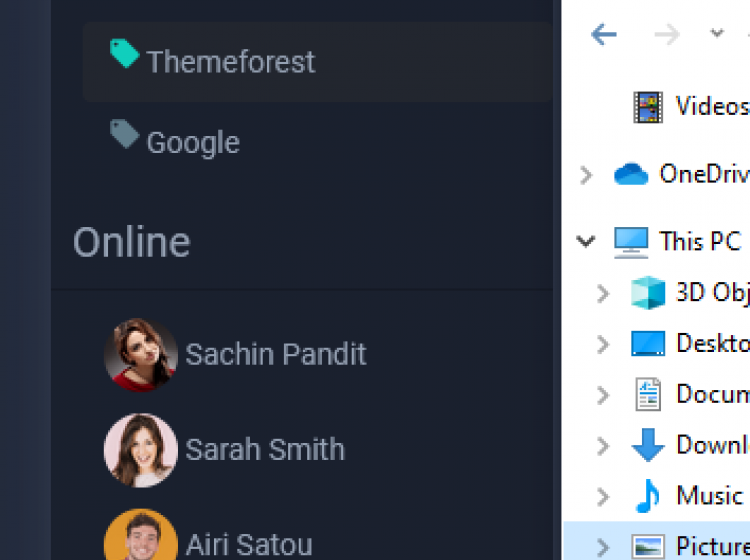 Themeforest
Google
Online
Sachin Pandit
Sarah Smith
Airi Satou
Videos
OneDriv
This PC
3D Obj
Deskto
Docum
Downl
Music
Picture